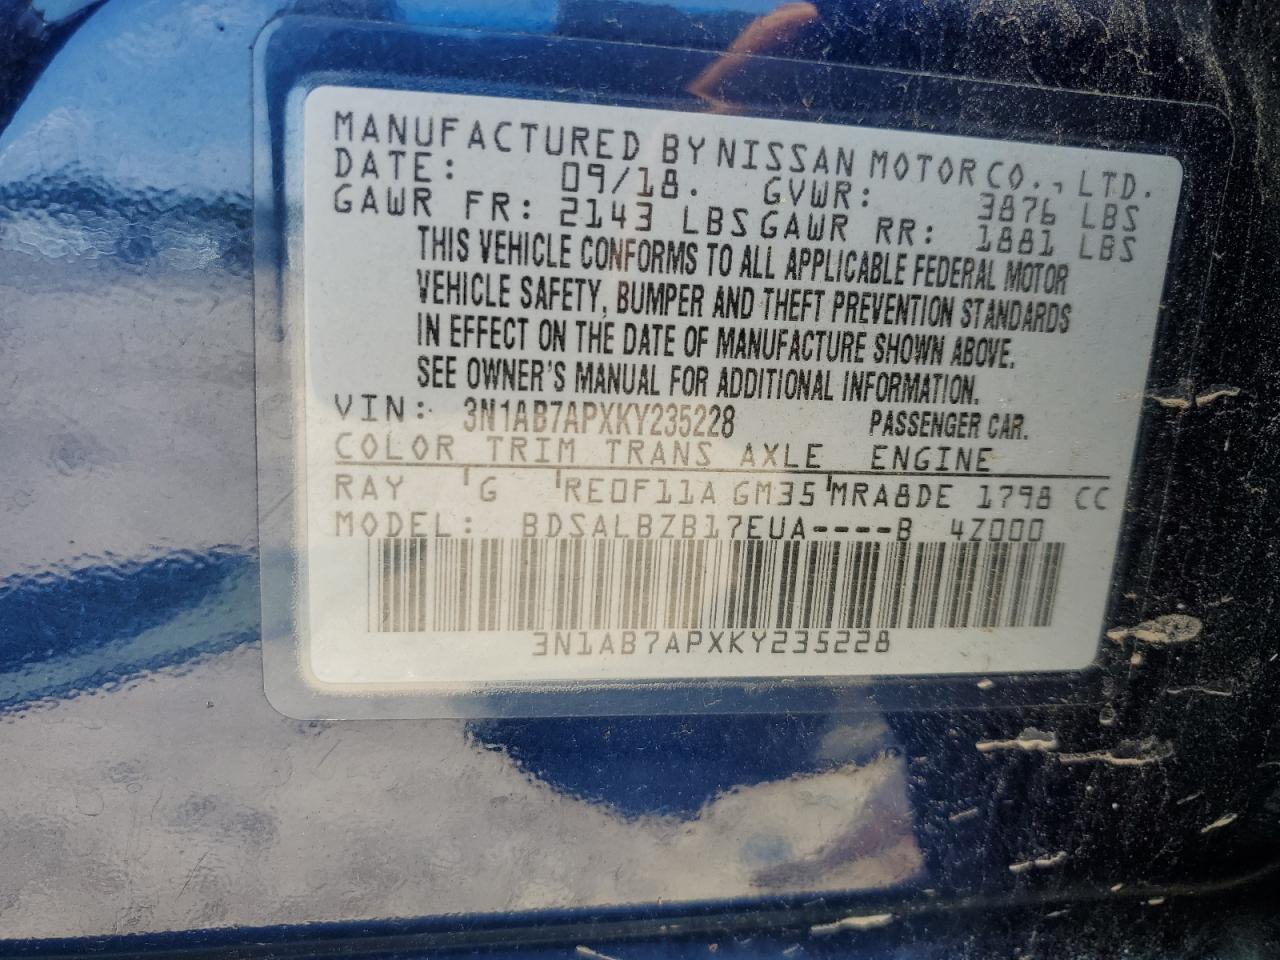 MANUFACTURED BY NISSAN MOTOR CO., LTD.
DATE: 09/18. GVWR: 3876 LBS
GAWR FR: 2143 LBS GAWR RR: 1881 LBS
THIS VEHICLE CONFORMS TO ALL APPLICABLE FEDERAL MOTOR
VEHICLE SAFETY, BUMPER AND THEFT PREVENTION STANDARDS
IN EFFECT ON THE DATE OF MANUFACTURE SHOWN ABOVE.
SEE OWNER'S MANUAL FOR ADDITIONAL INFORMATION.
VIN: 3N1AB7APXKY235228 PASSENGER CAR.
COLOR TRIM TRANS AXLE ENGINE
RAY 'G 'RE0F11A GM35'MRA8DE 1798 CC
MODEL: BDSALBZB17EUA----B 4Z000
3N1AB7APXKY235228